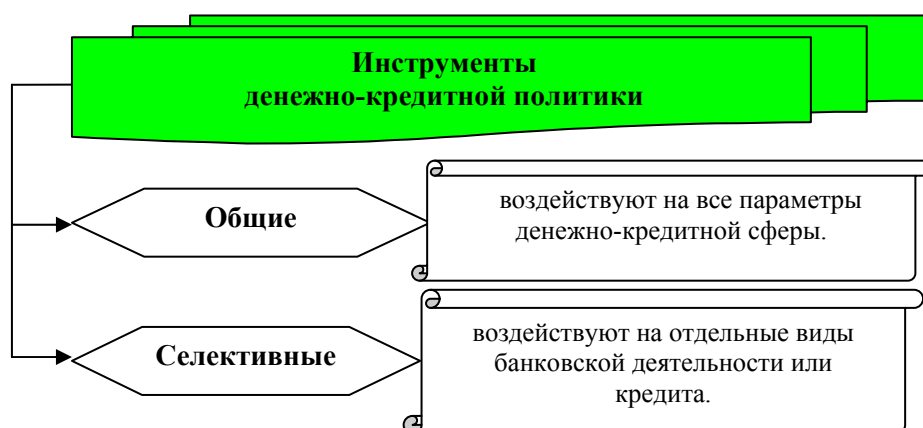 Инструменты
денежно-кредитной политики
Общие
воздействуют на все параметры
денежно-кредитной сферы.
Селективные
воздействуют на отдельные виды
банковской деятельности или
кредита.